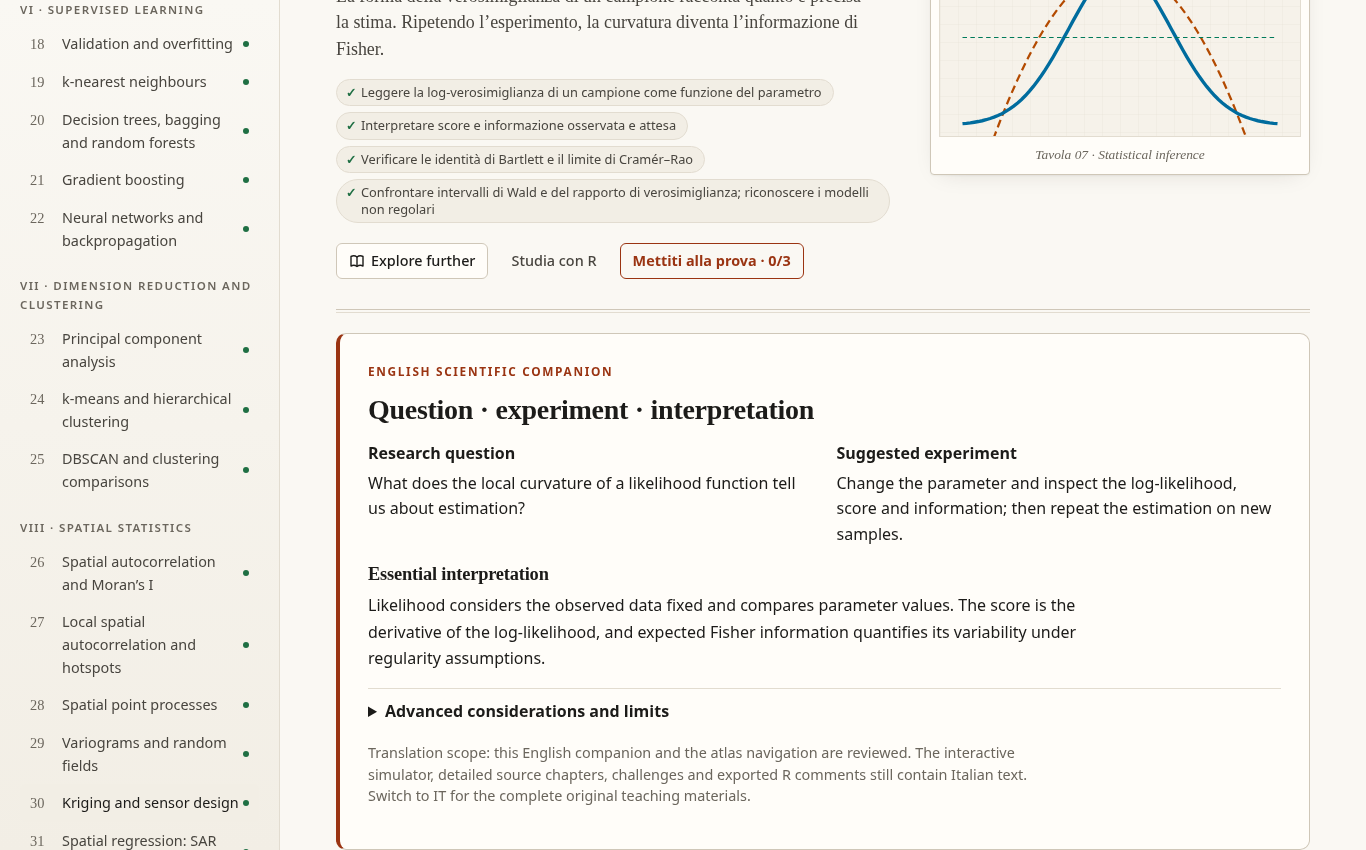 VI · SUPERVISED LEARNING
18 Validation and overfitting
19 k-nearest neighbours
20 Decision trees, bagging
and random forests
21 Gradient boosting
22 Neural networks and
backpropagation
VII · DIMENSION REDUCTION AND
CLUSTERING
23 Principal component
analysis
24 k-means and hierarchical
clustering
25 DBSCAN and clustering
comparisons
VIII · SPATIAL STATISTICS
26 Spatial autocorrelation
and Moran’s I
27 Local spatial
autocorrelation and
hotspots
28 Spatial point processes
29 Variograms and random
fields
30 Kriging and sensor design
31 Spatial regression: SAR
La forma della verosimiglianza di un campione racconta quanto è precisa
la stima. Ripetendo l’esperimento, la curvatura diventa l’informazione di
Fisher.
✓ Leggere la log-verosimiglianza di un campione come funzione del parametro
✓ Interpretare score e informazione osservata e attesa
✓ Verificare le identità di Bartlett e il limite di Cramér–Rao
✓ Confrontare intervalli di Wald e del rapporto di verosimiglianza; riconoscere i modelli
non regolari
Explore further Studia con R Mettiti alla prova · 0/3
Tavola 07 · Statistical inference
ENGLISH SCIENTIFIC COMPANION
Question · experiment · interpretation
Research question
What does the local curvature of a likelihood function tell
us about estimation?
Suggested experiment
Change the parameter and inspect the log-likelihood,
score and information; then repeat the estimation on new
samples.
Essential interpretation
Likelihood considers the observed data fixed and compares parameter values. The score is the
derivative of the log-likelihood, and expected Fisher information quantifies its variability under
regularity assumptions.
▶ Advanced considerations and limits
Translation scope: this English companion and the atlas navigation are reviewed. The interactive
simulator, detailed source chapters, challenges and exported R comments still contain Italian text.
Switch to IT for the complete original teaching materials.